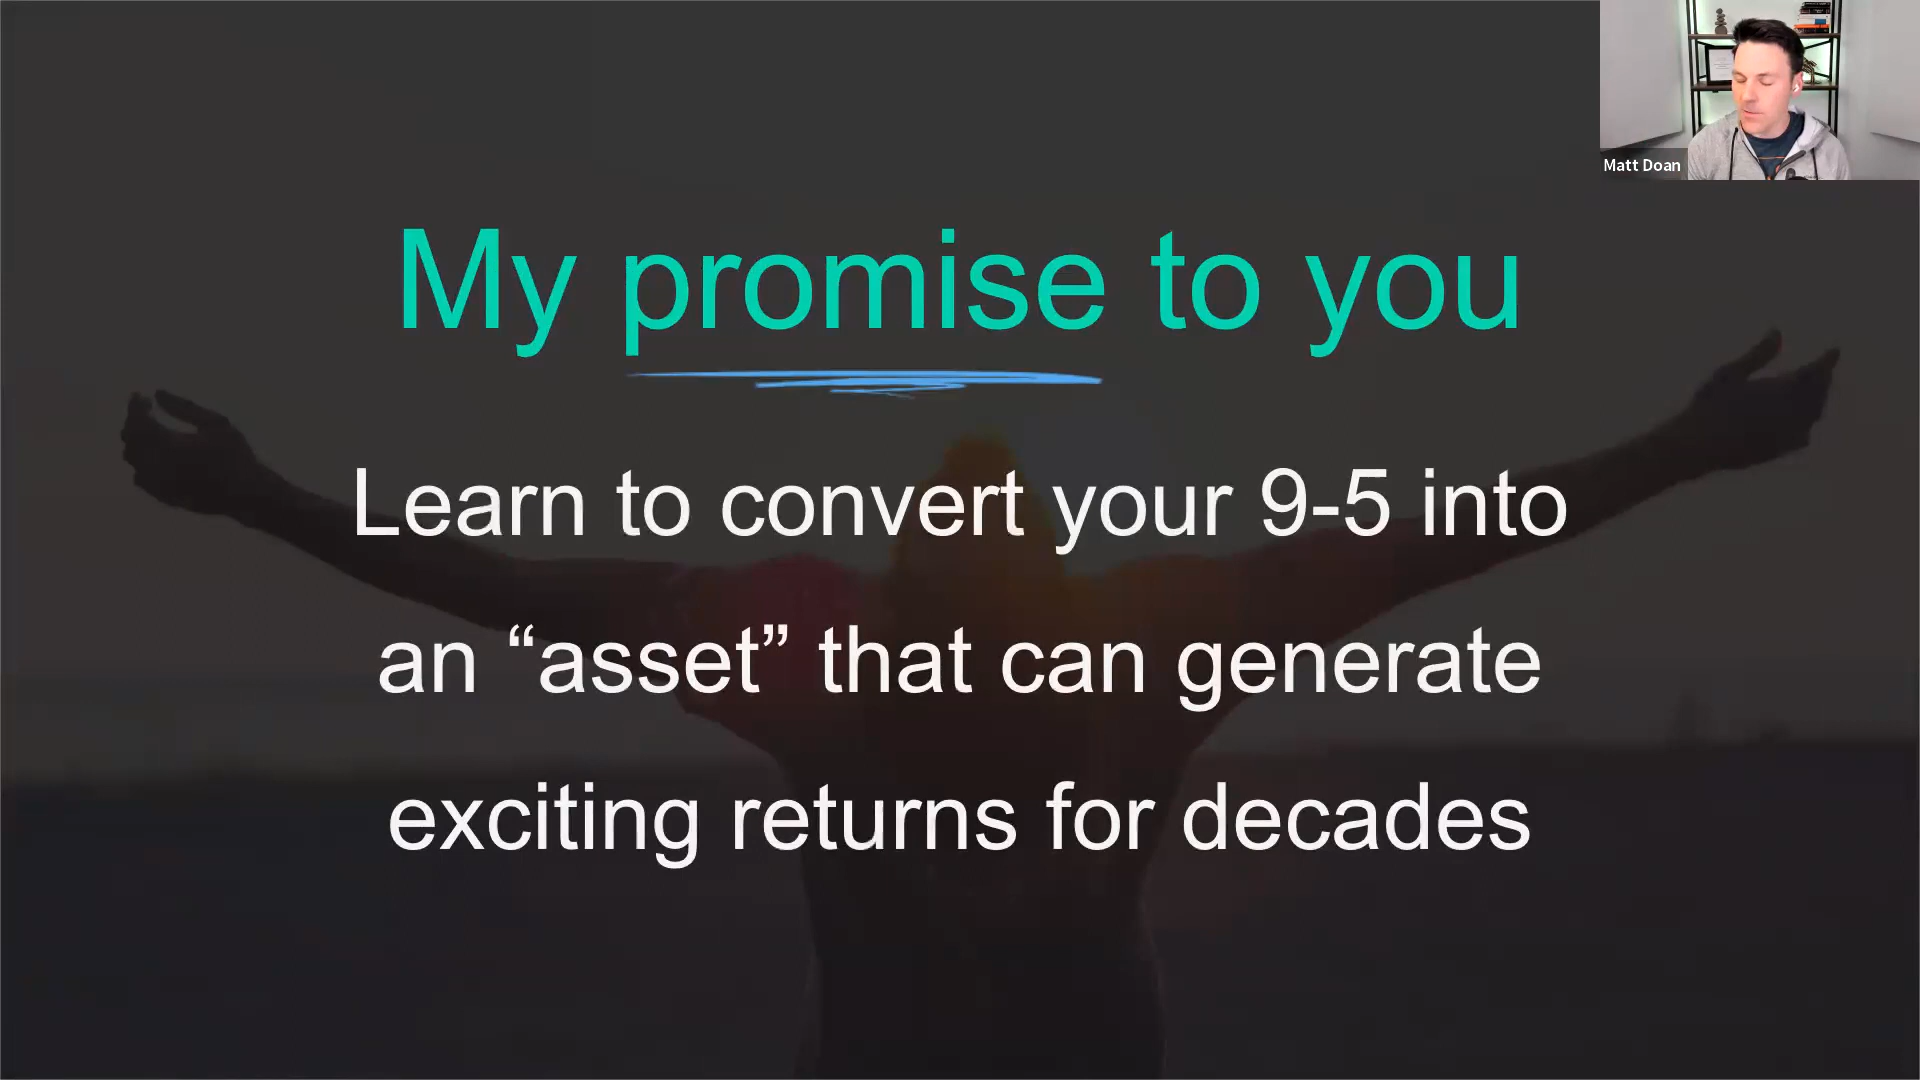 My promise to you
Learn to convert your 9-5 into
an “asset” that can generate
exciting returns for decades
Matt Doan